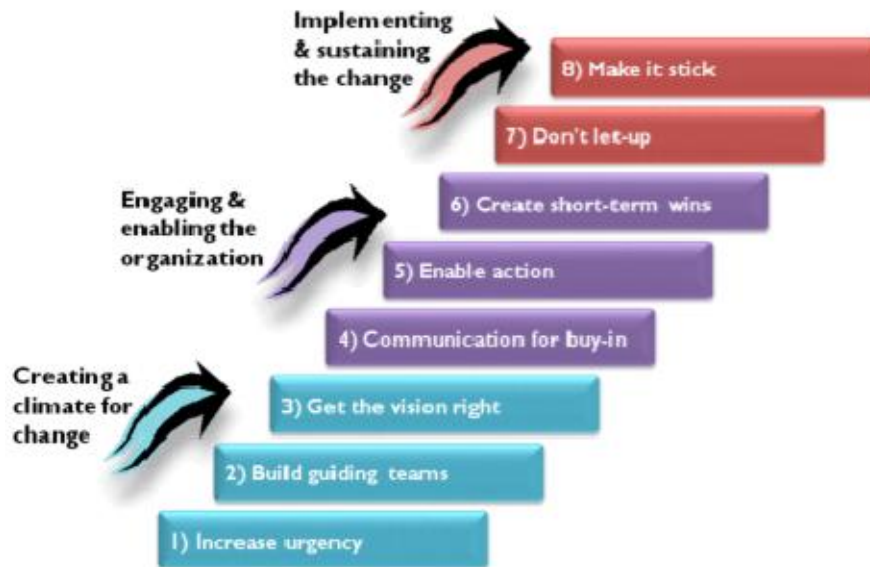 Implementing
& sustaining
the change
8) Make it stick
7) Don't let-up
Engaging &
enabling the
organization
6) Create short-term wins
5) Enable action
4) Communication for buy-in
Creating a
climate for
change
3) Get the vision right
2) Build guiding teams
1) Increase urgency